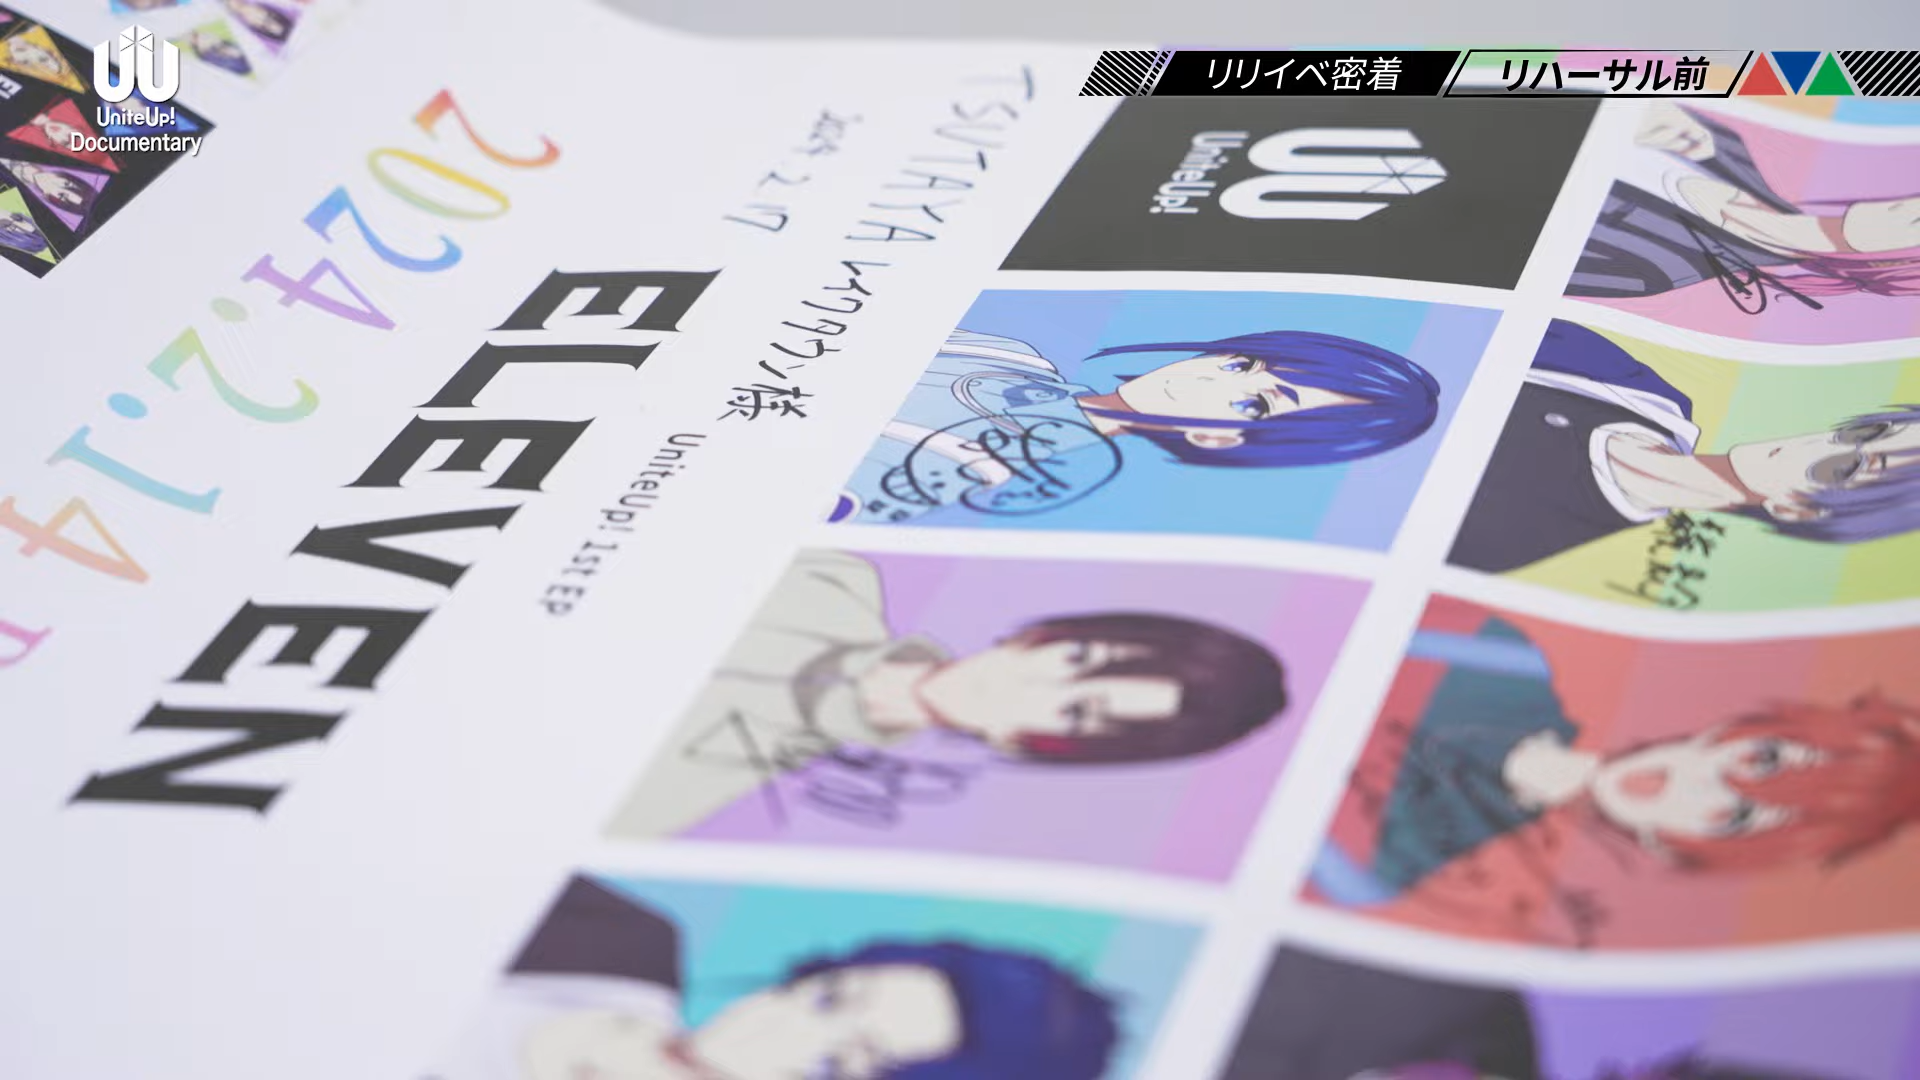 UniteUp!
Documentary
リリイベ密着
リハーサル前
UniteUp!
TSUTAYA レイクタウン様
2024 2.17
2024.2.14
ELEVEN
UniteUp! 1st EP